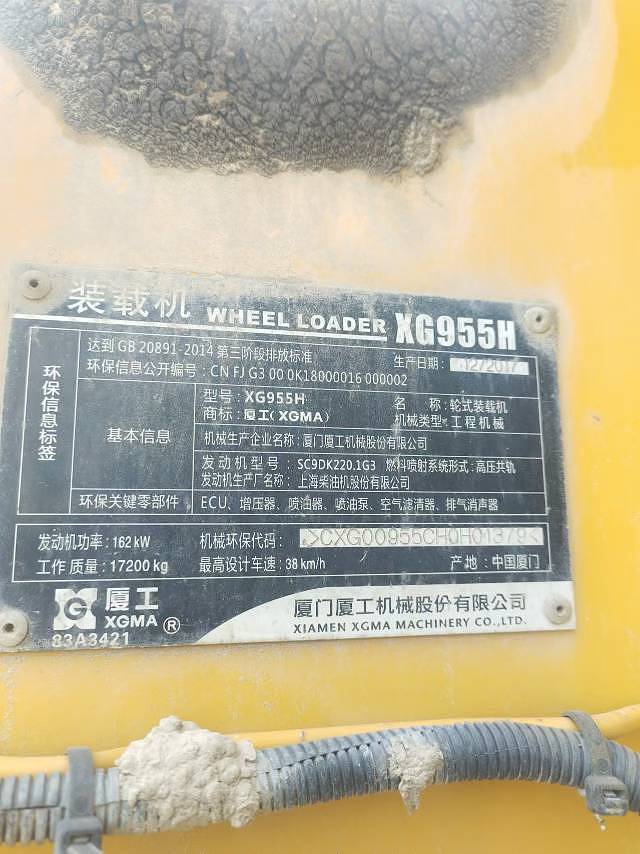 装载机 WHEEL LOADER XG955H
达到 GB 20891-2014 第三阶段排放标准
生产日期: 12/2017
环保信息公开编号: CN FJ G3 00 0K18000016 000002
环保信息标签
基本信息
型号: XG955H 名 称: 轮式装载机
商标: 厦工(XGMA) 机械类型: 工程机械
机械生产企业名称: 厦门厦工机械股份有限公司
发动机型号: SC9DK220.1G3 燃料喷射系统形式: 高压共轨
发动机生产厂名称: 上海柴油机股份有限公司
环保关键零部件 ECU、增压器、喷油器、喷油泵、空气滤清器、排气消声器
发动机功率: 162 kW 机械环保代码: >CXG00955CH0H01379<
工作质量: 17200 kg 最高设计车速: 38 km/h 产 地: 中国厦门
厦工 XGMA ®
83A3421
厦门厦工机械股份有限公司
XIAMEN XGMA MACHINERY CO.,LTD.